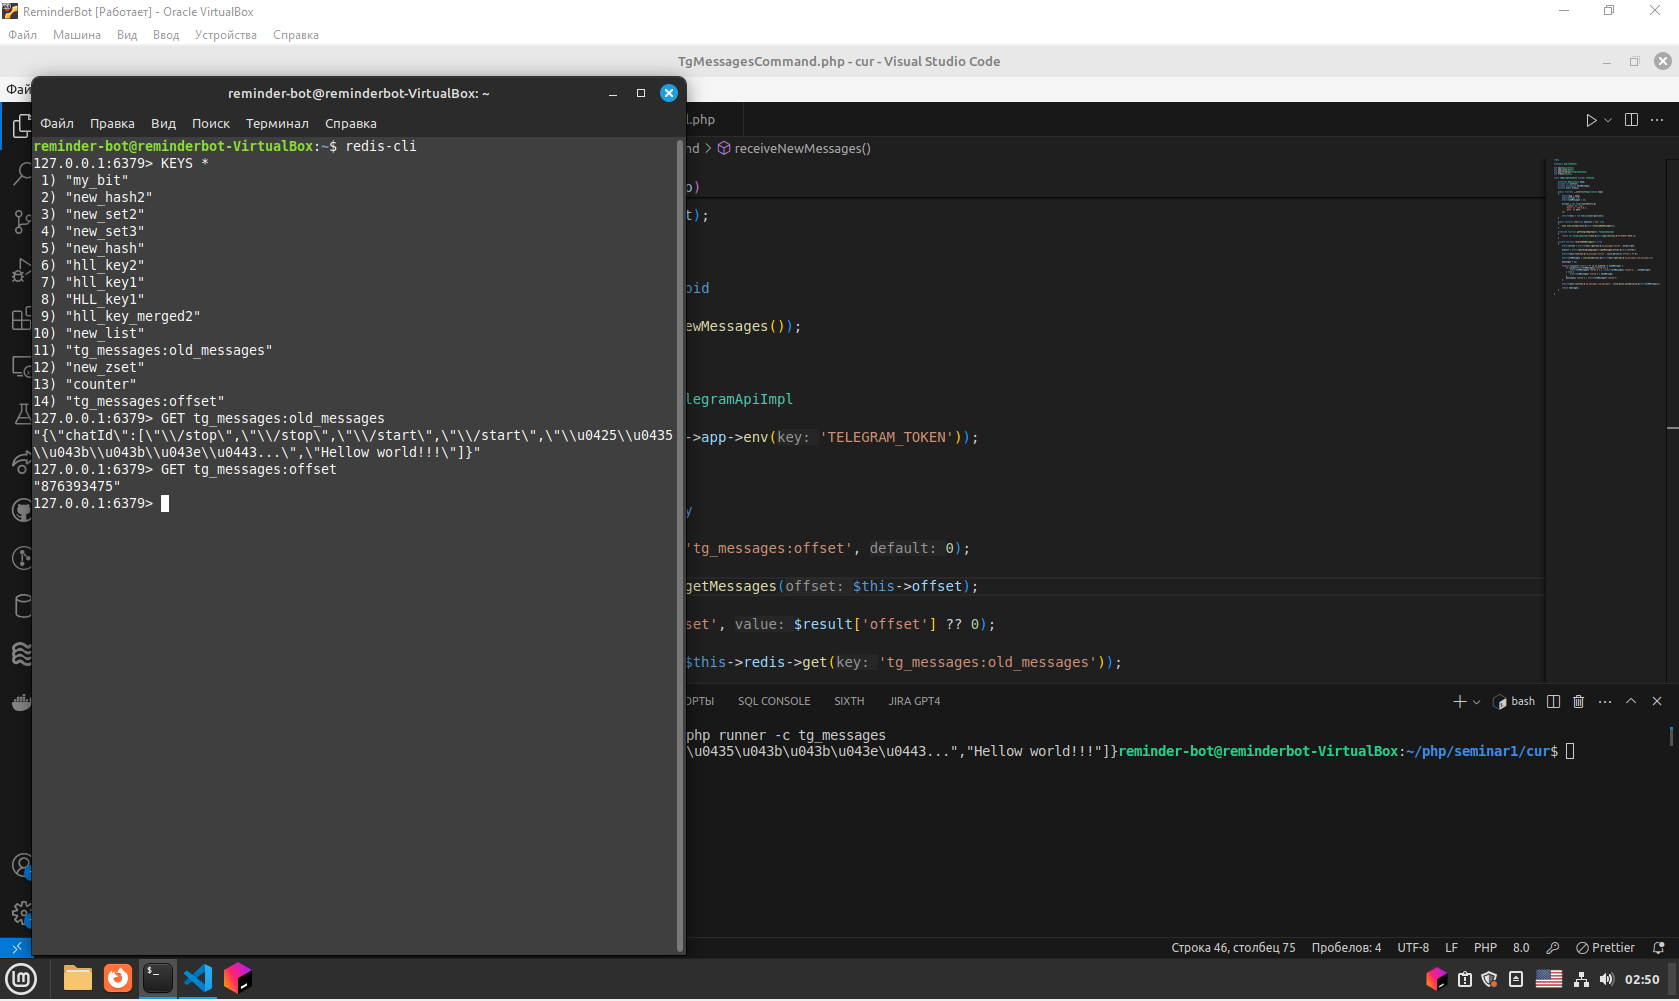 ReminderBot [Работает] - Oracle VirtualBox
Файл Машина Вид Ввод Устройства Справка
TgMessagesCommand.php - cur - Visual Studio Code
Фай
reminder-bot@reminderbot-VirtualBox: ~
Файл Правка Вид Поиск Терминал Справка
reminder-bot@reminderbot-VirtualBox:~$ redis-cli
127.0.0.1:6379> KEYS *
1) "my_bit"
2) "new_hash2"
3) "new_set2"
4) "new_set3"
5) "new_hash"
6) "hll_key2"
7) "hll_key1"
8) "HLL_key1"
9) "hll_key_merged2"
10) "new_list"
11) "tg_messages:old_messages"
12) "new_zset"
13) "counter"
14) "tg_messages:offset"
127.0.0.1:6379> GET tg_messages:old_messages
"{\"chatId\":[\"\\/stop\",\"\\/stop\",\"\\/start\",\"\\/start\",\"\\u0425\\u0435
\\u043b\\u043b\\u043e\\u0443...\",\"Hellow world!!!\"]}"
127.0.0.1:6379> GET tg_messages:offset
"876393475"
127.0.0.1:6379>
l.php
nd > receiveNewMessages()
p)
t);
oid
ewMessages());
legramApiImpl
->app->env(key: 'TELEGRAM_TOKEN'));
y
'tg_messages:offset', default: 0);
getMessages(offset: $this->offset);
set', value: $result['offset'] ?? 0);
$this->redis->get(key: 'tg_messages:old_messages'));
ОРТЫ SQL CONSOLE SIXTH JIRA GPT4
bash
php runner -c tg_messages
\u0435\u043b\u043b\u043e\u0443...","Hellow world!!!"]}reminder-bot@reminderbot-VirtualBox:~/php/seminar1/cur$
Строка 46, столбец 75 Пробелов: 4 UTF-8 LF PHP 8.0 Prettier
02:50